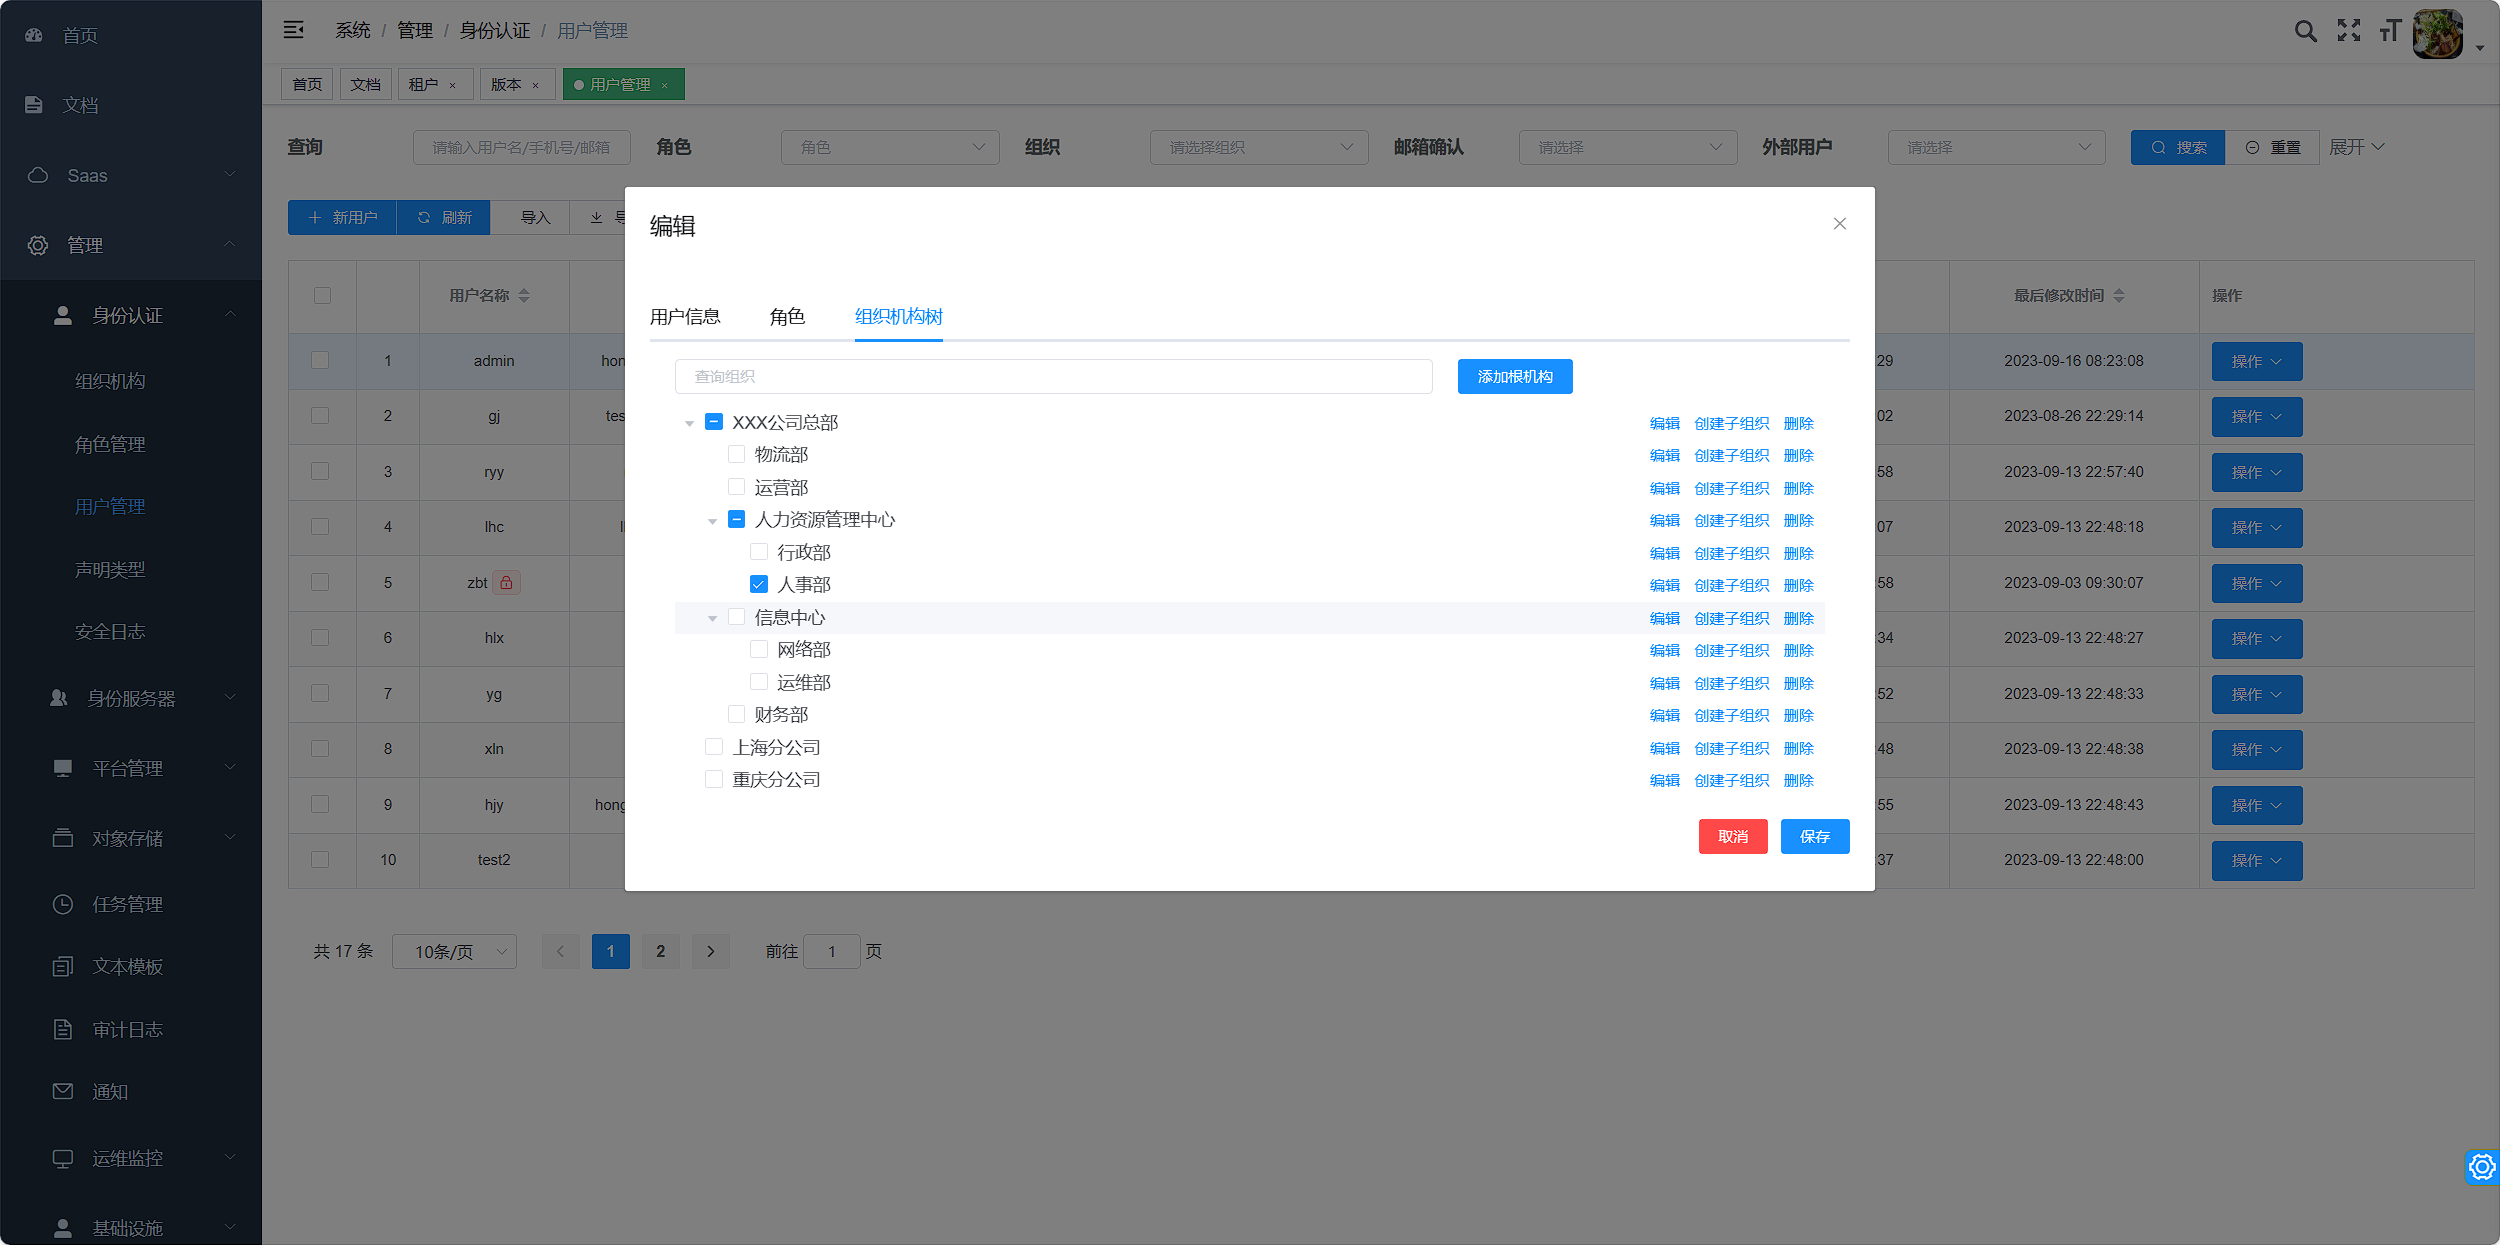 首页
文档
Saas
管理
身份认证
组织机构
角色管理
用户管理
声明类型
安全日志
身份服务器
平台管理
对象存储
任务管理
文本模板
审计日志
通知
运维监控
基础设施
系统 / 管理 / 身份认证 / 用户管理
首页 文档 租户 × 版本 × 用户管理 ×
查询 请输入用户名/手机号/邮箱 角色 角色 组织 请选择组织 邮箱确认 请选择 外部用户 请选择 搜索 重置 展开
新用户 刷新 导入
用户名称 最后修改时间 操作
1 admin hon 29 2023-09-16 08:23:08 操作
2 gj tes 02 2023-08-26 22:29:14 操作
3 ryy 58 2023-09-13 22:57:40 操作
4 lhc 07 2023-09-13 22:48:18 操作
5 zbt 58 2023-09-03 09:30:07 操作
6 hlx 34 2023-09-13 22:48:27 操作
7 yg 52 2023-09-13 22:48:33 操作
8 xln 48 2023-09-13 22:48:38 操作
9 hjy hong 55 2023-09-13 22:48:43 操作
10 test2 37 2023-09-13 22:48:00 操作
共 17 条 10条/页 1 2 前往 1 页
编辑
用户信息 角色 组织机构树
查询组织 添加根机构
XXX公司总部 编辑 创建子组织 删除
物流部 编辑 创建子组织 删除
运营部 编辑 创建子组织 删除
人力资源管理中心 编辑 创建子组织 删除
行政部 编辑 创建子组织 删除
人事部 编辑 创建子组织 删除
信息中心 编辑 创建子组织 删除
网络部 编辑 创建子组织 删除
运维部 编辑 创建子组织 删除
财务部 编辑 创建子组织 删除
上海分公司 编辑 创建子组织 删除
重庆分公司 编辑 创建子组织 删除
取消 保存